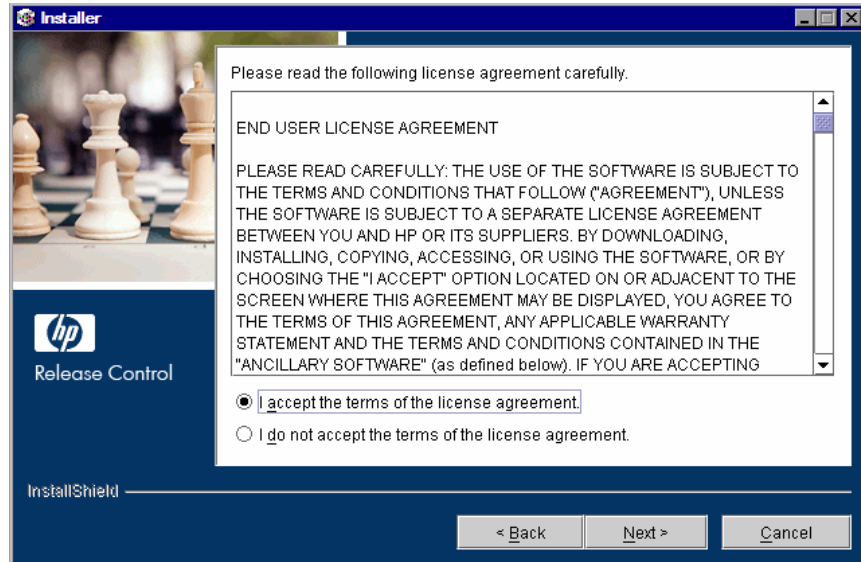 Installer
Please read the following license agreement carefully.
END USER LICENSE AGREEMENT
PLEASE READ CAREFULLY: THE USE OF THE SOFTWARE IS SUBJECT TO
THE TERMS AND CONDITIONS THAT FOLLOW ("AGREEMENT"), UNLESS
THE SOFTWARE IS SUBJECT TO A SEPARATE LICENSE AGREEMENT
BETWEEN YOU AND HP OR ITS SUPPLIERS. BY DOWNLOADING,
INSTALLING, COPYING, ACCESSING, OR USING THE SOFTWARE, OR BY
CHOOSING THE "I ACCEPT" OPTION LOCATED ON OR ADJACENT TO THE
SCREEN WHERE THIS AGREEMENT MAY BE DISPLAYED, YOU AGREE TO
THE TERMS OF THIS AGREEMENT, ANY APPLICABLE WARRANTY
STATEMENT AND THE TERMS AND CONDITIONS CONTAINED IN THE
"ANCILLARY SOFTWARE" (as defined below). IF YOU ARE ACCEPTING
hp
Release Control
I accept the terms of the license agreement.
I do not accept the terms of the license agreement.
InstallShield
< Back
Next >
Cancel